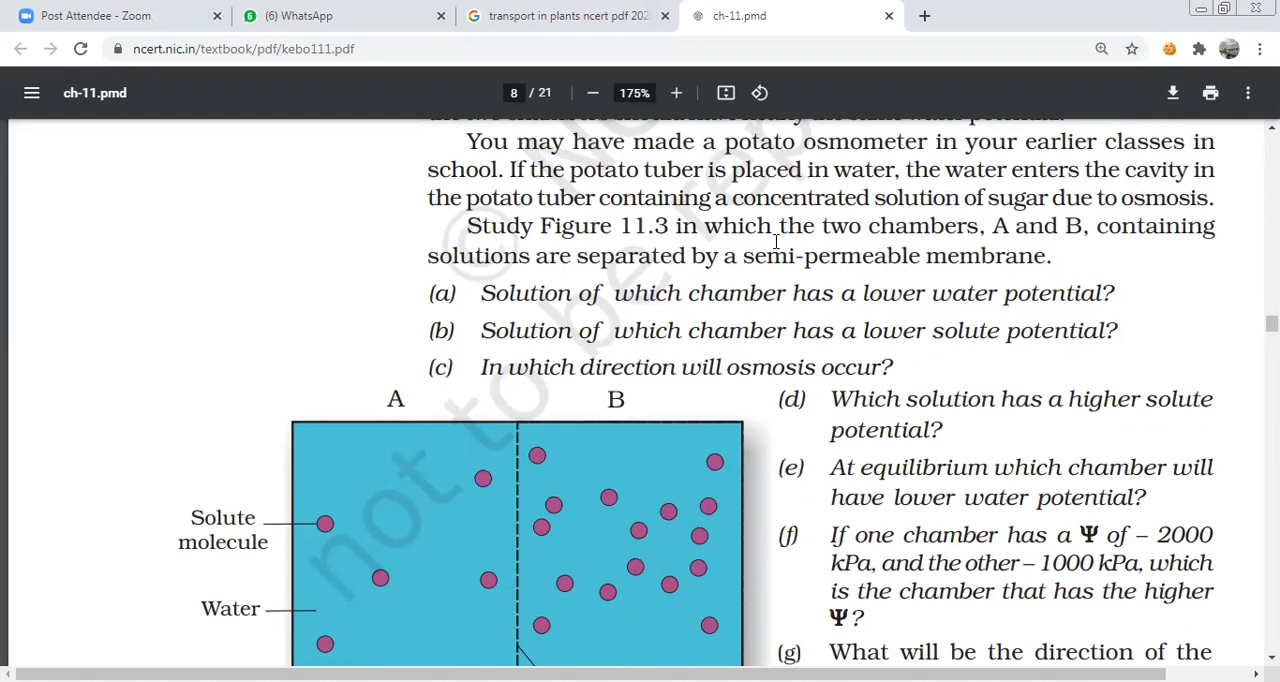 Post Attendee - Zoom
(6) WhatsApp
6
transport in plants ncert pdf 202
ch-11.pmd
ncert.nic.in/textbook/pdf/kebo111.pdf
ch-11.pmd
8 / 21
175%
You may have made a potato osmometer in your earlier classes in
school. If the potato tuber is placed in water, the water enters the cavity in
the potato tuber containing a concentrated solution of sugar due to osmosis.
Study Figure 11.3 in which the two chambers, A and B, containing
solutions are separated by a semi-permeable membrane.
(a) Solution of which chamber has a lower water potential?
(b) Solution of which chamber has a lower solute potential?
(c) In which direction will osmosis occur?
A
B
Solute
molecule
Water
(d) Which solution has a higher solute
potential?
(e) At equilibrium which chamber will
have lower water potential?
(f) If one chamber has a Ψ of – 2000
kPa, and the other – 1000 kPa, which
is the chamber that has the higher
Ψ?
(g) What will be the direction of the
©
not to be rep